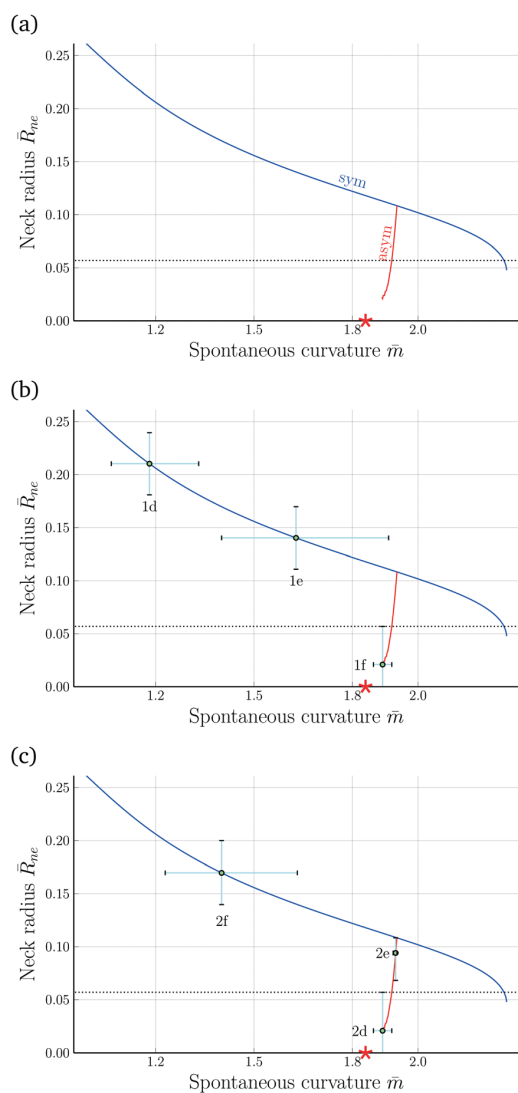 (a)
Neck radius R̄ne
0.25
0.20
0.15
0.10
0.05
0.00
sym
asym
1.2
1.5
1.8
2.0
Spontaneous curvature m̄
(b)
Neck radius R̄ne
0.25
0.20
0.15
0.10
0.05
0.00
1d
1e
1f
1.2
1.5
1.8
2.0
Spontaneous curvature m̄
(c)
Neck radius R̄ne
0.25
0.20
0.15
0.10
0.05
0.00
2f
2e
2d
1.2
1.5
1.8
2.0
Spontaneous curvature m̄